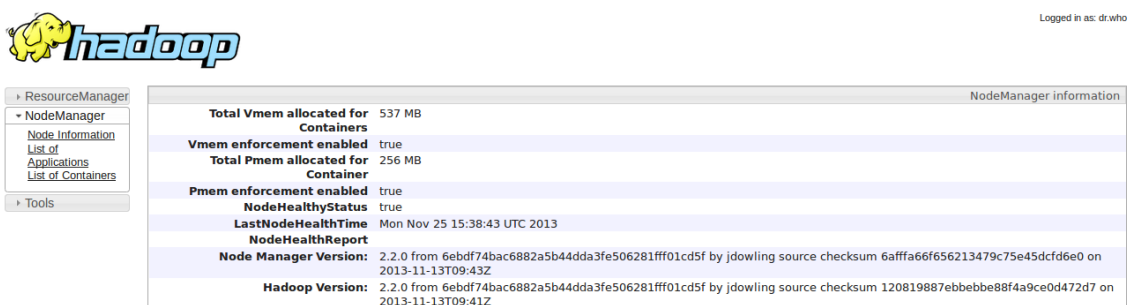 Logged in as: dr.who
hadoop
ResourceManager
NodeManager
Node Information
List of
Applications
List of Containers
Tools
NodeManager information
Total Vmem allocated for 537 MB
Containers
Vmem enforcement enabled true
Total Pmem allocated for 256 MB
Container
Pmem enforcement enabled true
NodeHealthyStatus true
LastNodeHealthTime Mon Nov 25 15:38:43 UTC 2013
NodeHealthReport
Node Manager Version: 2.2.0 from 6ebdf74bac6882a5b44dda3fe506281fff01cd5f by jdowling source checksum 6afffa66f656213479c75e45dcfd6e0 on
2013-11-13T09:43Z
Hadoop Version: 2.2.0 from 6ebdf74bac6882a5b44dda3fe506281fff01cd5f by jdowling source checksum 120819887ebbebbe88f4a9ce0d472d7 on
2013-11-13T09:41Z